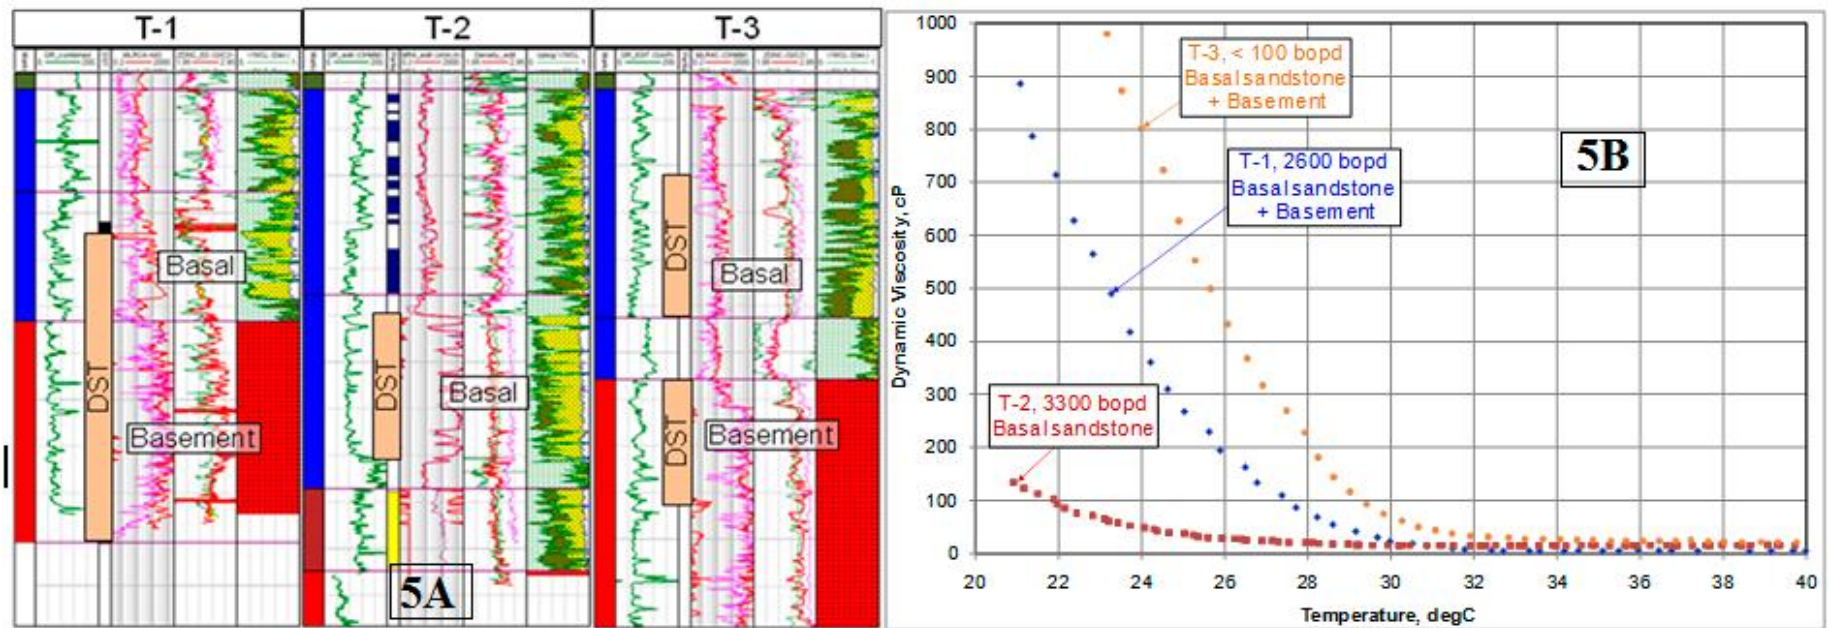 T-1
T-2
T-3
Basal
Basement
DST
DST
Basal
5A
DST
Basal
DST
Basement
5B
T-3, < 100 bopd
Basal sandstone
+ Basement
T-1, 2600 bopd
Basal sandstone
+ Basement
T-2, 3300 bopd
Basal sandstone
Dynamic Viscosity, cP
1000
900
800
700
600
500
400
300
200
100
0
20 22 24 26 28 30 32 34 36 38 40
Temperature, degC